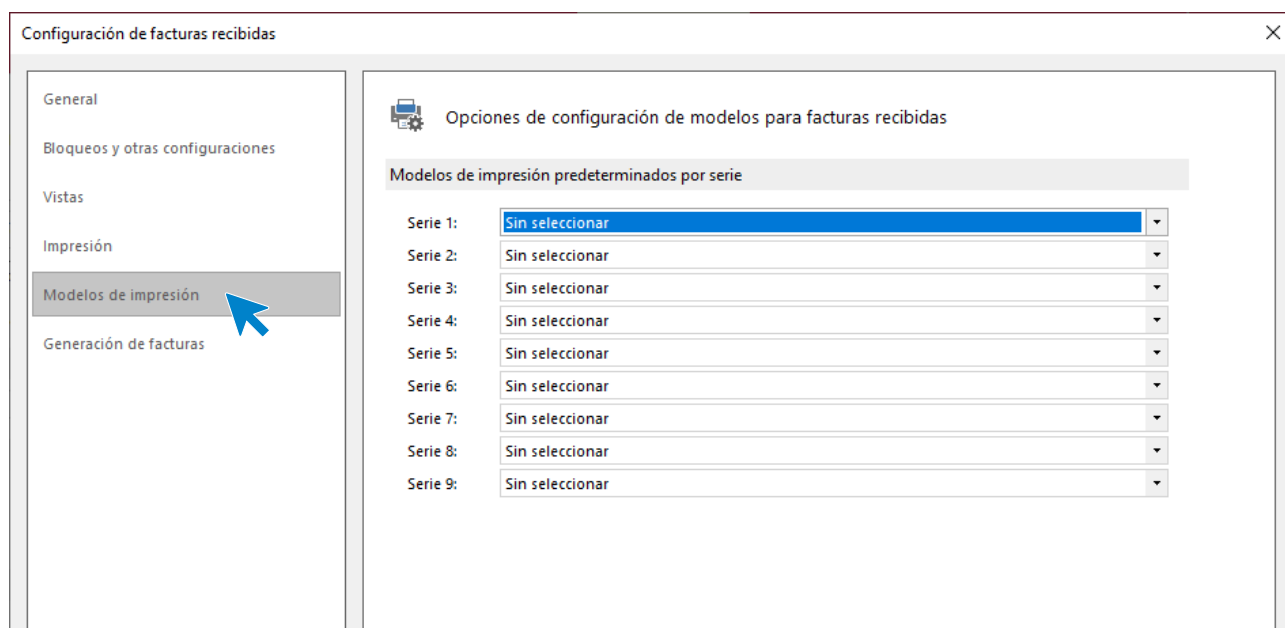 Configuración de facturas recibidas
General
Bloqueos y otras configuraciones
Vistas
Impresión
Modelos de impresión
Generación de facturas
Opciones de configuración de modelos para facturas recibidas
Modelos de impresión predeterminados por serie
Serie 1: Sin seleccionar
Serie 2: Sin seleccionar
Serie 3: Sin seleccionar
Serie 4: Sin seleccionar
Serie 5: Sin seleccionar
Serie 6: Sin seleccionar
Serie 7: Sin seleccionar
Serie 8: Sin seleccionar
Serie 9: Sin seleccionar